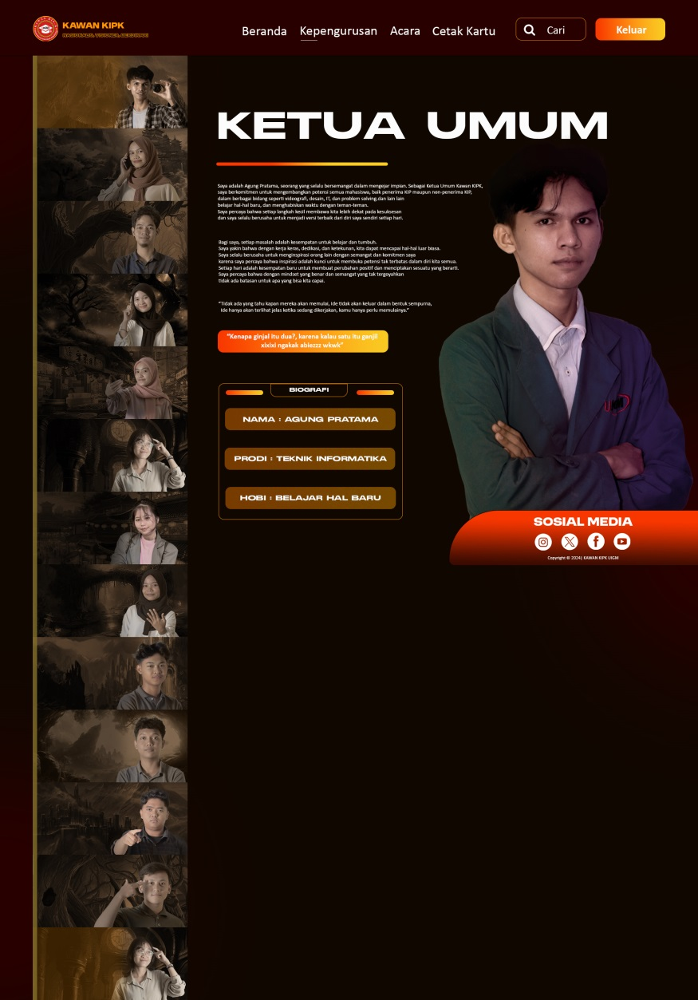 KAWAN KIPK
NASIONALIS, VISIONER, BERDIKARI
Beranda Kepengurusan Acara Cetak Kartu Cari Keluar
KETUA UMUM
Saya adalah Agung Pratama, seorang yang selalu bersemangat dalam mengejar impian. Sebagai Ketua Umum Kawan KIPK,
saya berkomitmen untuk mengembangkan potensi semua mahasiswa, baik penerima KIP maupun non-penerima KIP,
dalam berbagai bidang seperti videografi, desain, IT, dan problem solving.dan lain lain
belajar hal-hal baru, dan menghabiskan waktu dengan teman-teman.
Saya percaya bahwa setiap langkah kecil membawa kita lebih dekat pada kesuksesan
dan saya selalu berusaha untuk menjadi versi terbaik dari diri saya sendiri setiap hari.
Bagi saya, setiap masalah adalah kesempatan untuk belajar dan tumbuh.
Saya yakin bahwa dengan kerja keras, dedikasi, dan ketekunan, kita dapat mencapai hal-hal luar biasa.
Saya selalu berusaha untuk menginspirasi orang lain dengan semangat dan komitmen saya
karena saya percaya bahwa inspirasi adalah kunci untuk membuka potensi tak terbatas dalam diri kita semua.
Setiap hari adalah kesempatan baru untuk membuat perubahan positif dan menciptakan sesuatu yang berarti.
Saya percaya bahwa dengan mindset yang benar dan semangat yang tak tergoyahkan
tidak ada batasan untuk apa yang bisa kita capai.
"Tidak ada yang tahu kapan mereka akan memulai, ide tidak akan keluar dalam bentuk sempurna,
ide hanya akan terlihat jelas ketika sedang dikerjakan, kamu hanya perlu memulainya."
"Kenapa ginjal itu dua?, karena kalau satu itu ganjil
xixixi ngakak abiezzz wkwk"
BIOGRAFI
NAMA : AGUNG PRATAMA
PRODI : TEKNIK INFORMATIKA
HOBI : BELAJAR HAL BARU
SOSIAL MEDIA
Copyright © 2024| KAWAN KIPK UIGM